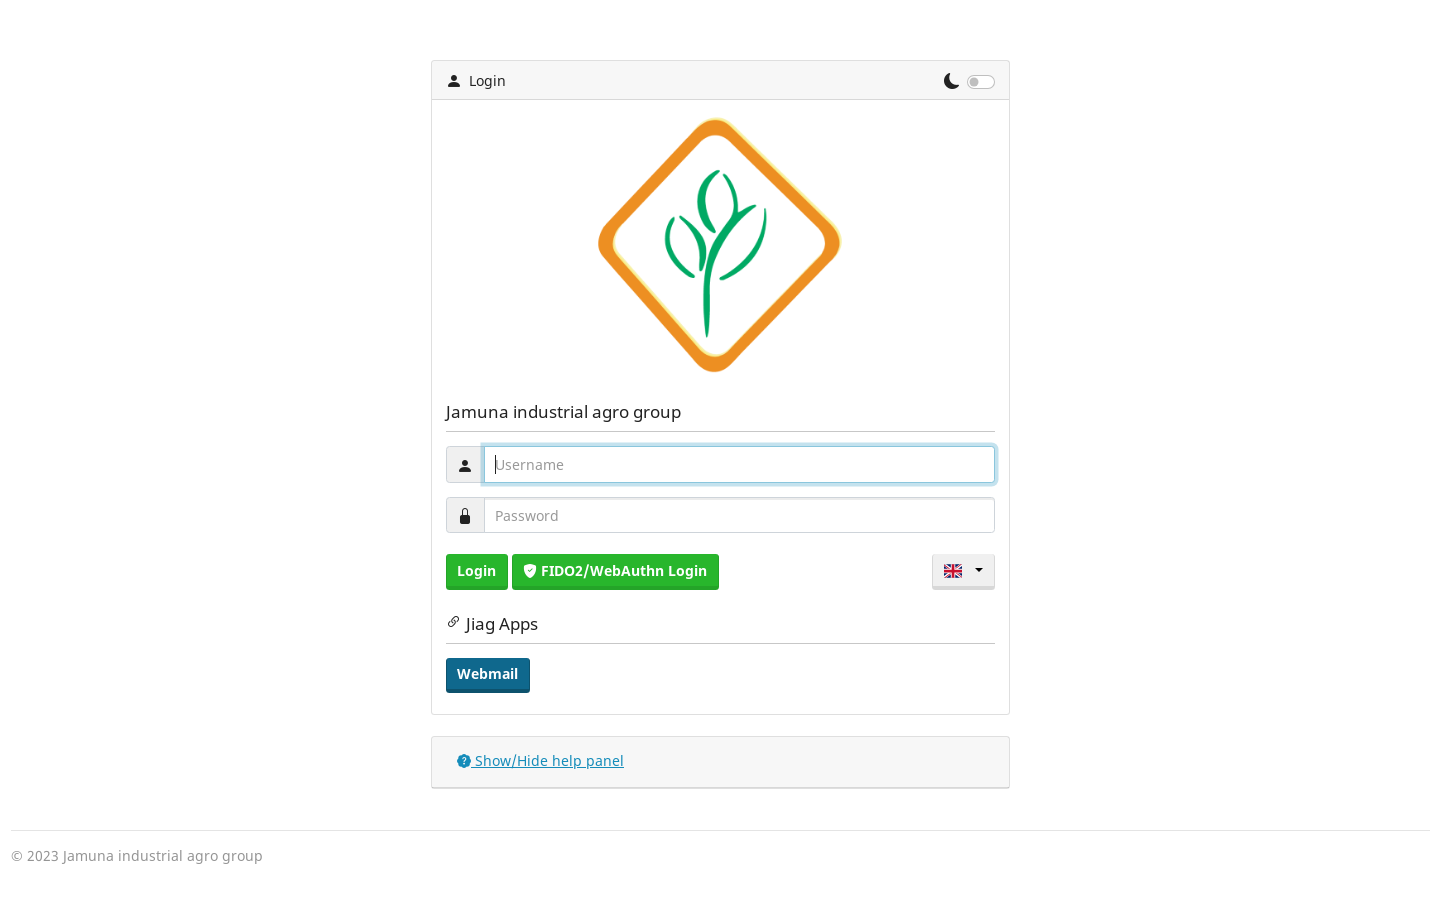 Login
Jamuna industrial agro group
Username
Password
Login
FIDO2/WebAuthn Login
Jiag Apps
Webmail
Show/Hide help panel
© 2023 Jamuna industrial agro group